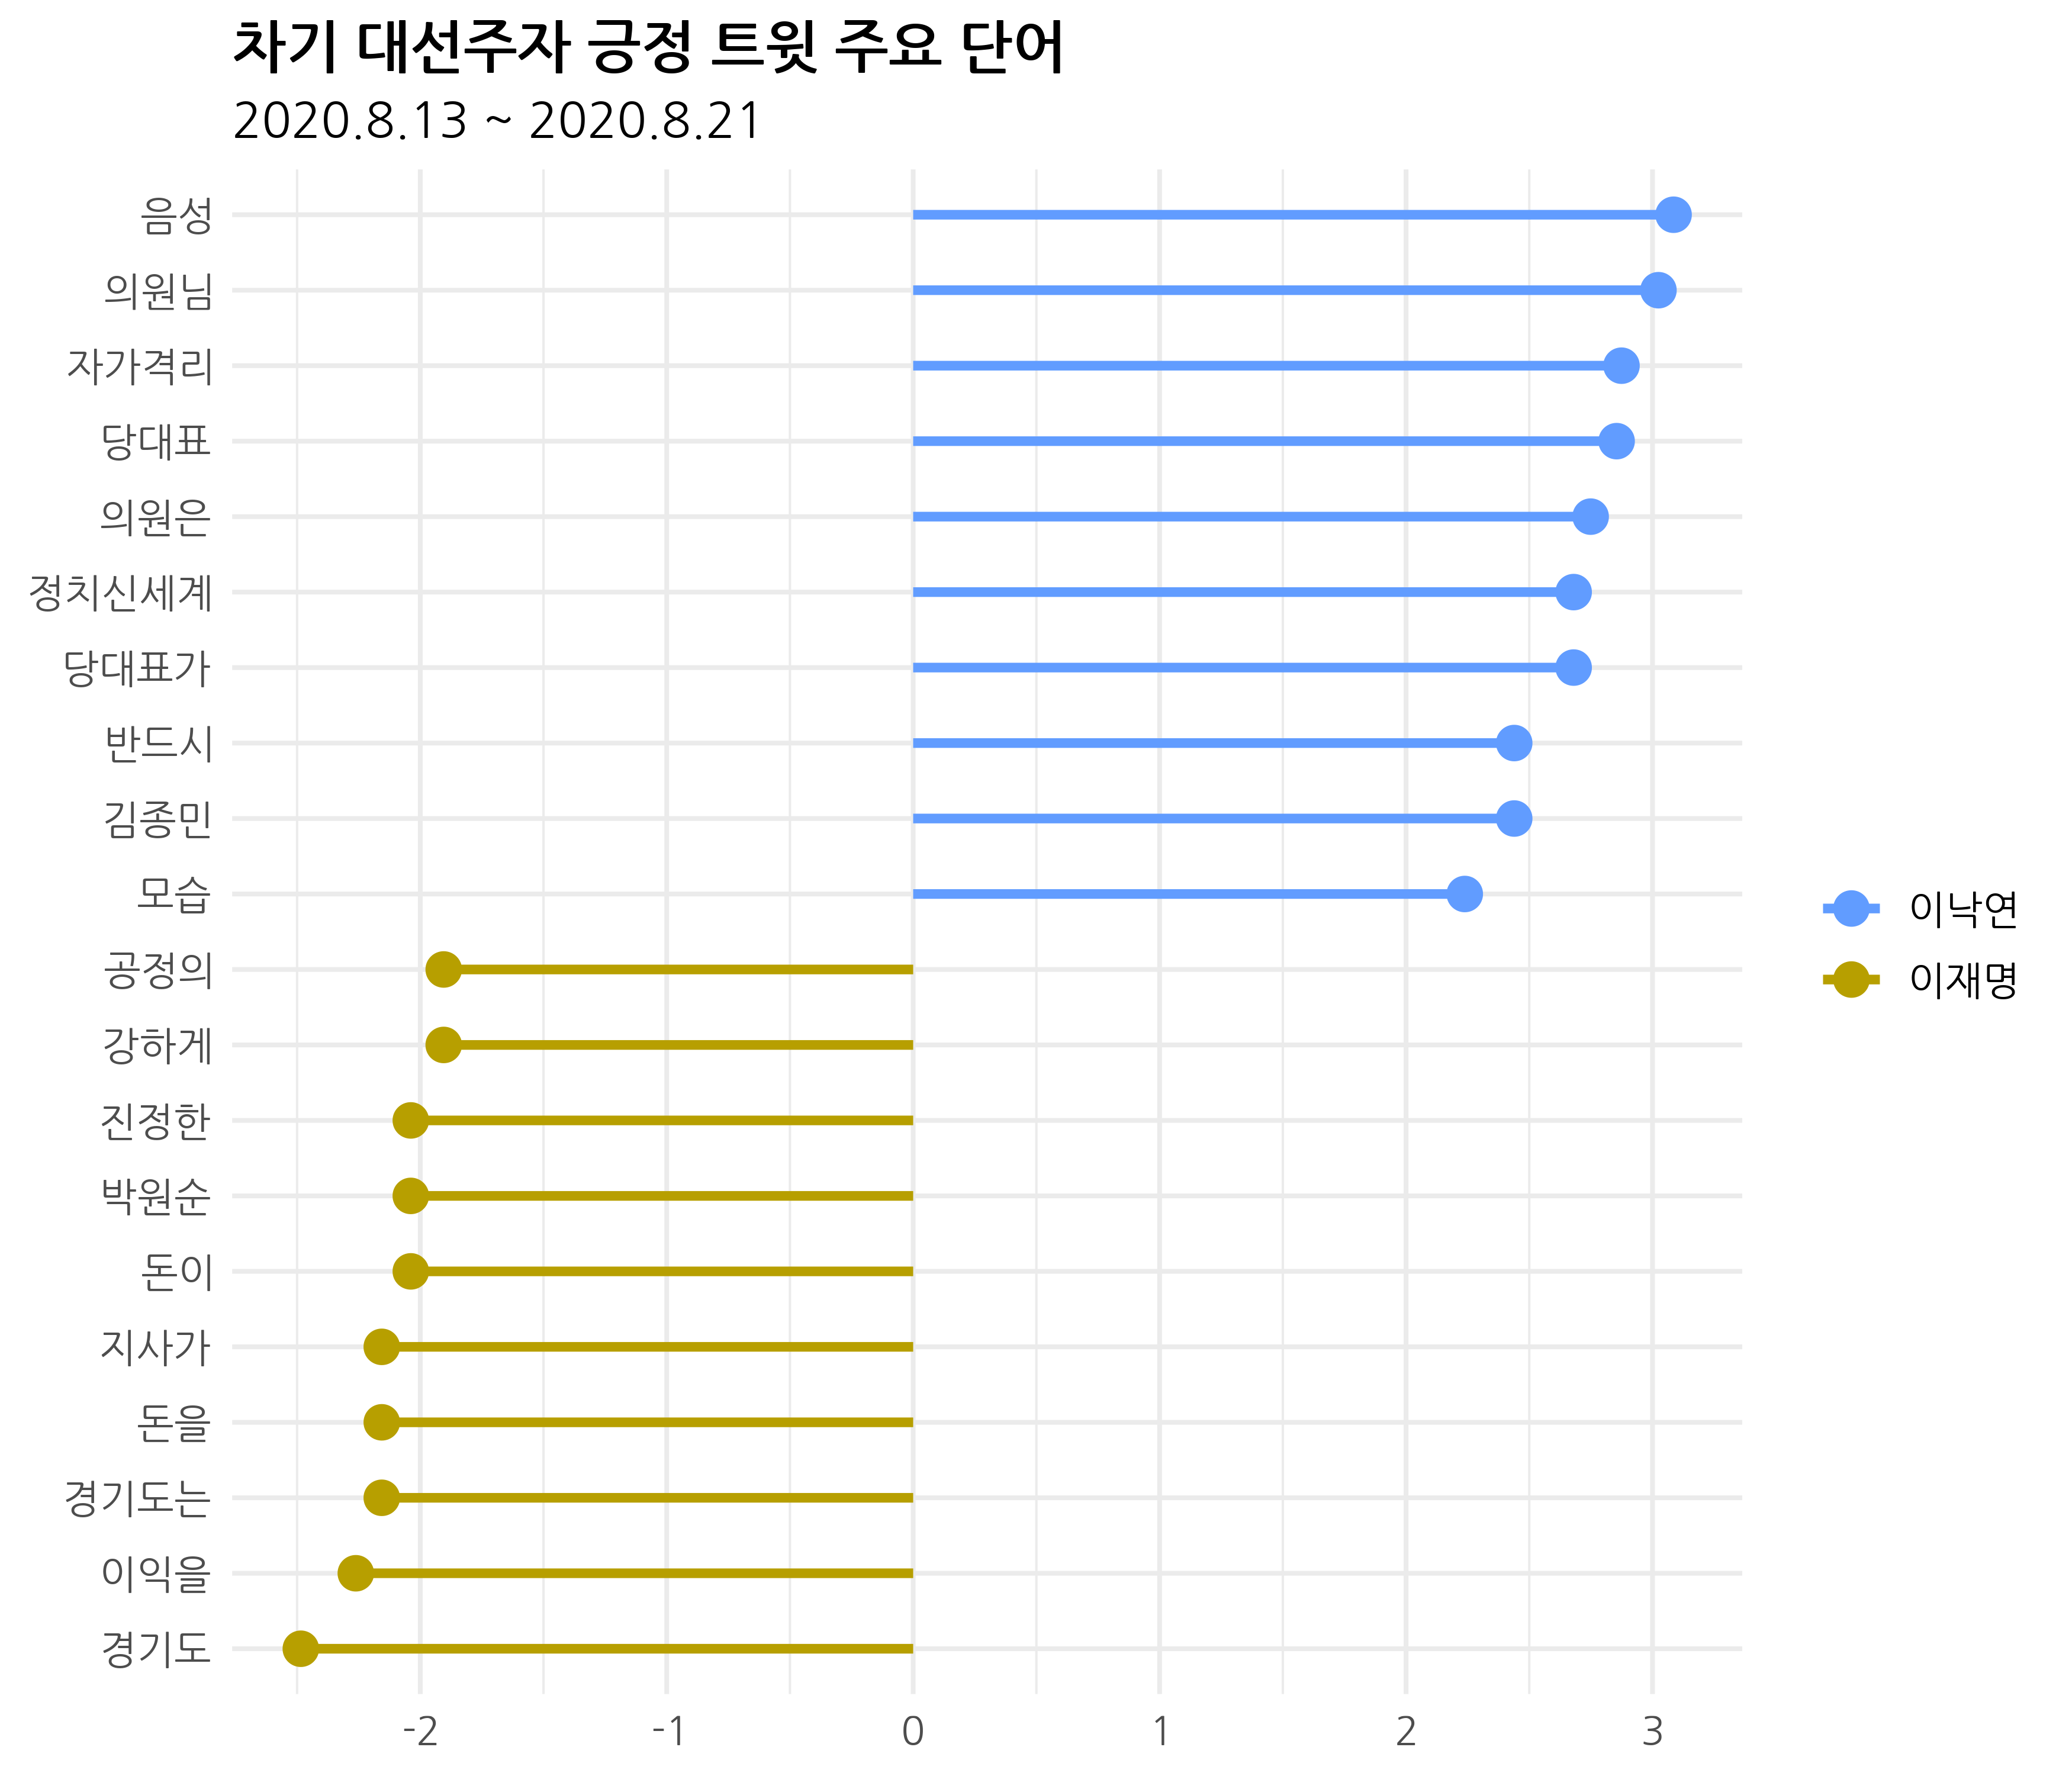 차기 대선주자 긍정 트윗 주요 단어
2020.8.13 ~ 2020.8.21
음성
의원님
자가격리
당대표
의원은
정치신세계
당대표가
반드시
김종민
모습
공정의
강하게
진정한
박원순
돈이
지사가
돈을
경기도는
이익을
경기도
-2 -1 0 1 2 3
이낙연
이재명